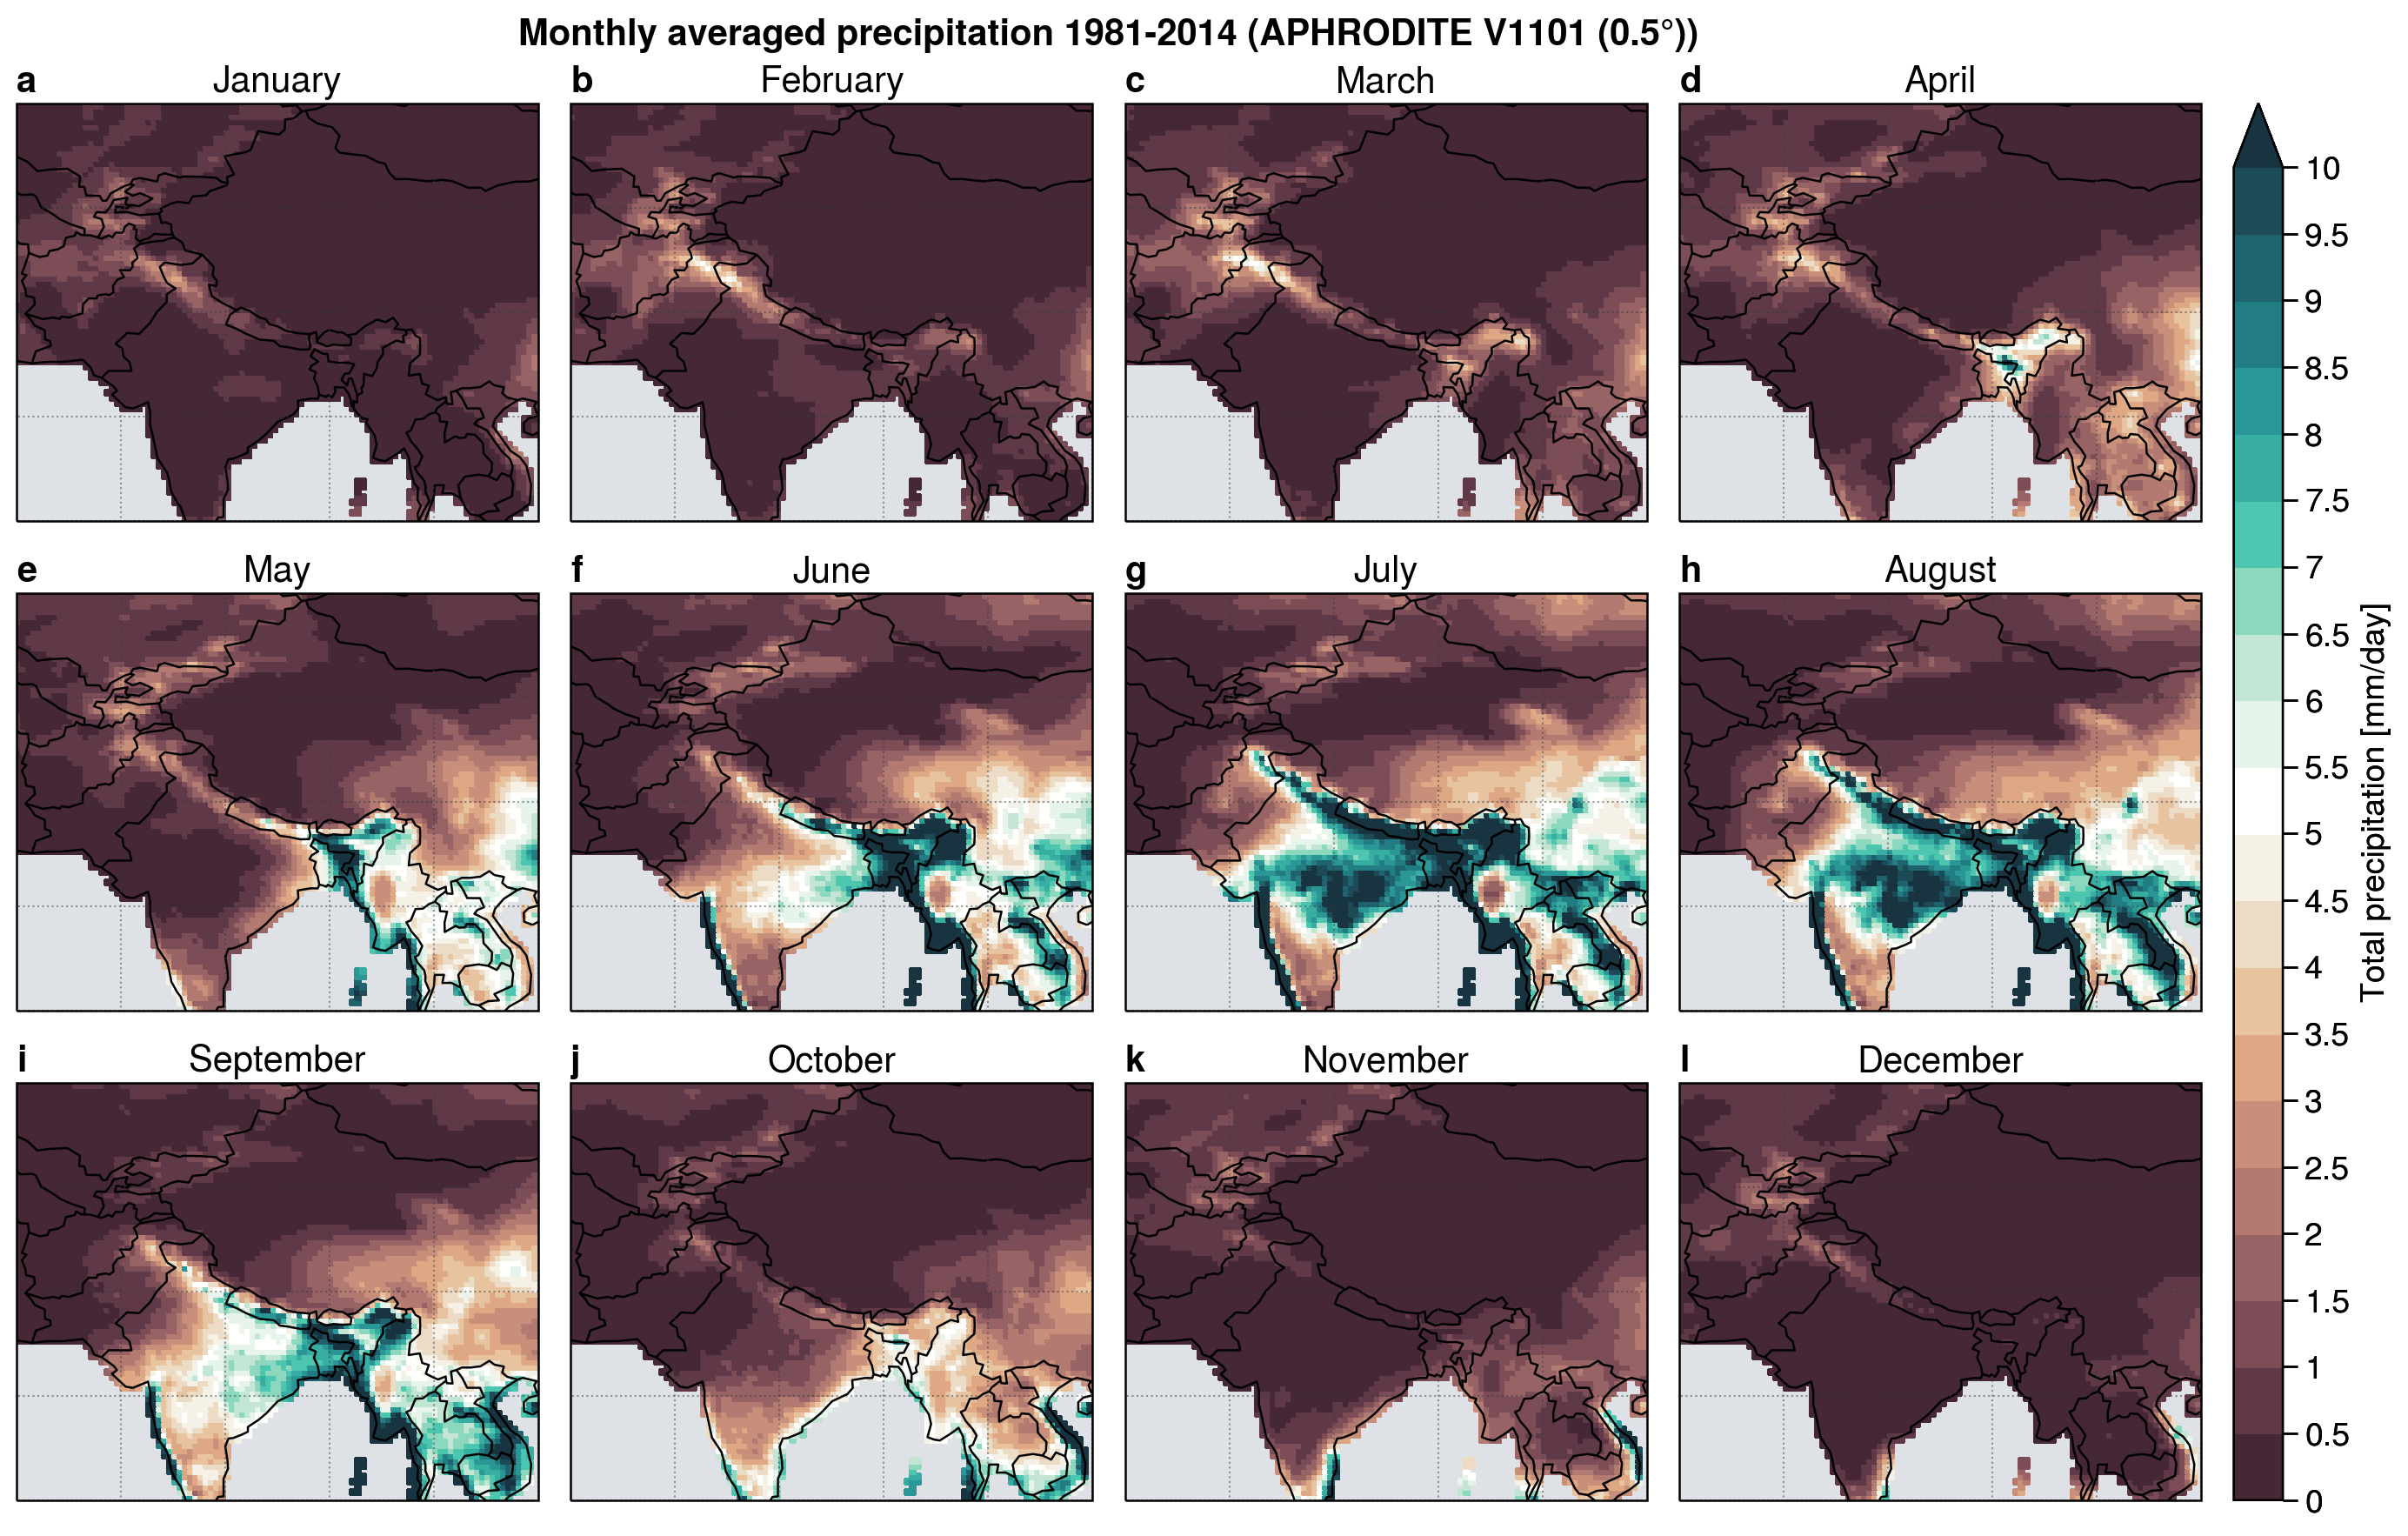 Monthly averaged precipitation 1981-2014 (APHRODITE V1101 (0.5°))
a January
b February
c March
d April
e May
f June
g July
h August
i September
j October
k November
l December
10
9.5
9
8.5
8
7.5
7
6.5
6
5.5
5
4.5
4
3.5
3
2.5
2
1.5
1
0.5
0
Total precipitation [mm/day]